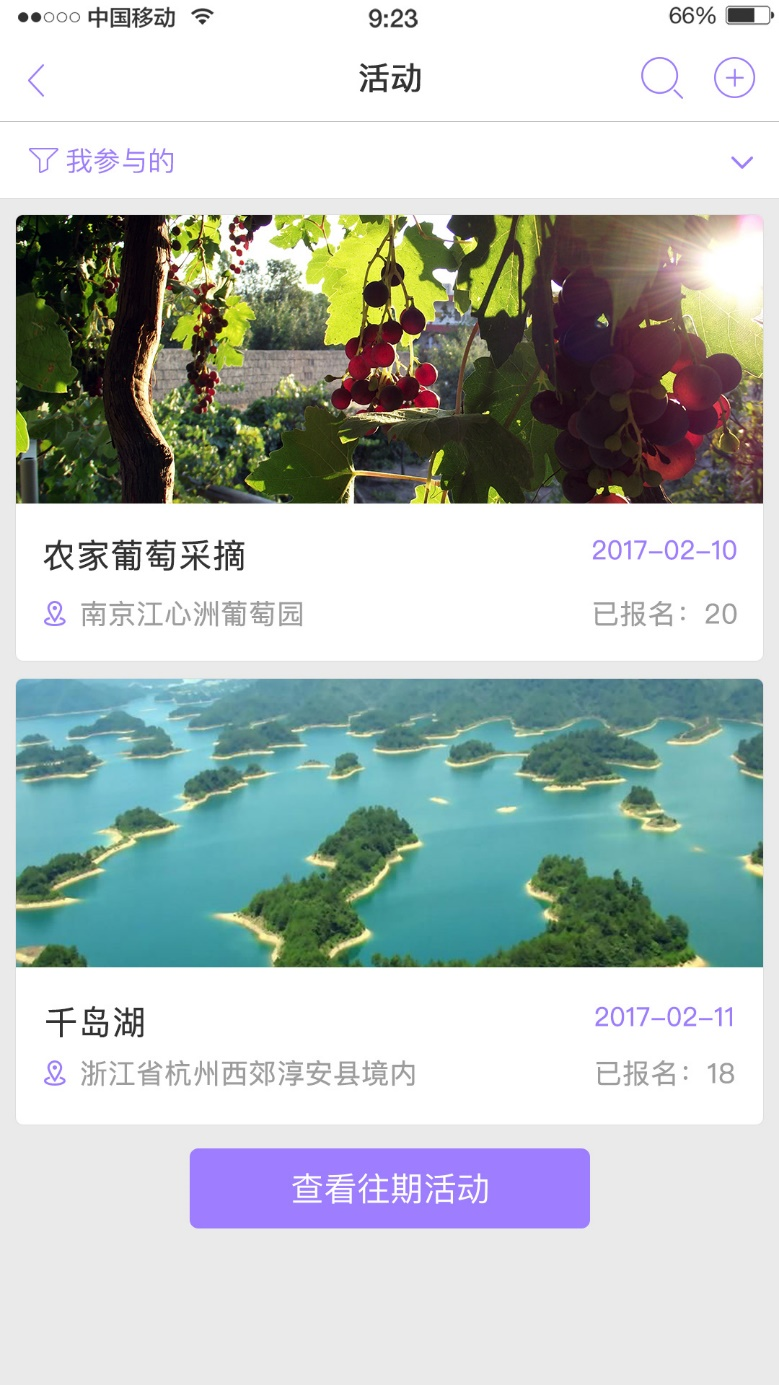 中国移动 9:23 66%
活动
我参与的
农家葡萄采摘 2017-02-10
南京江心洲葡萄园 已报名：20
千岛湖 2017-02-11
浙江省杭州西郊淳安县境内 已报名：18
查看往期活动